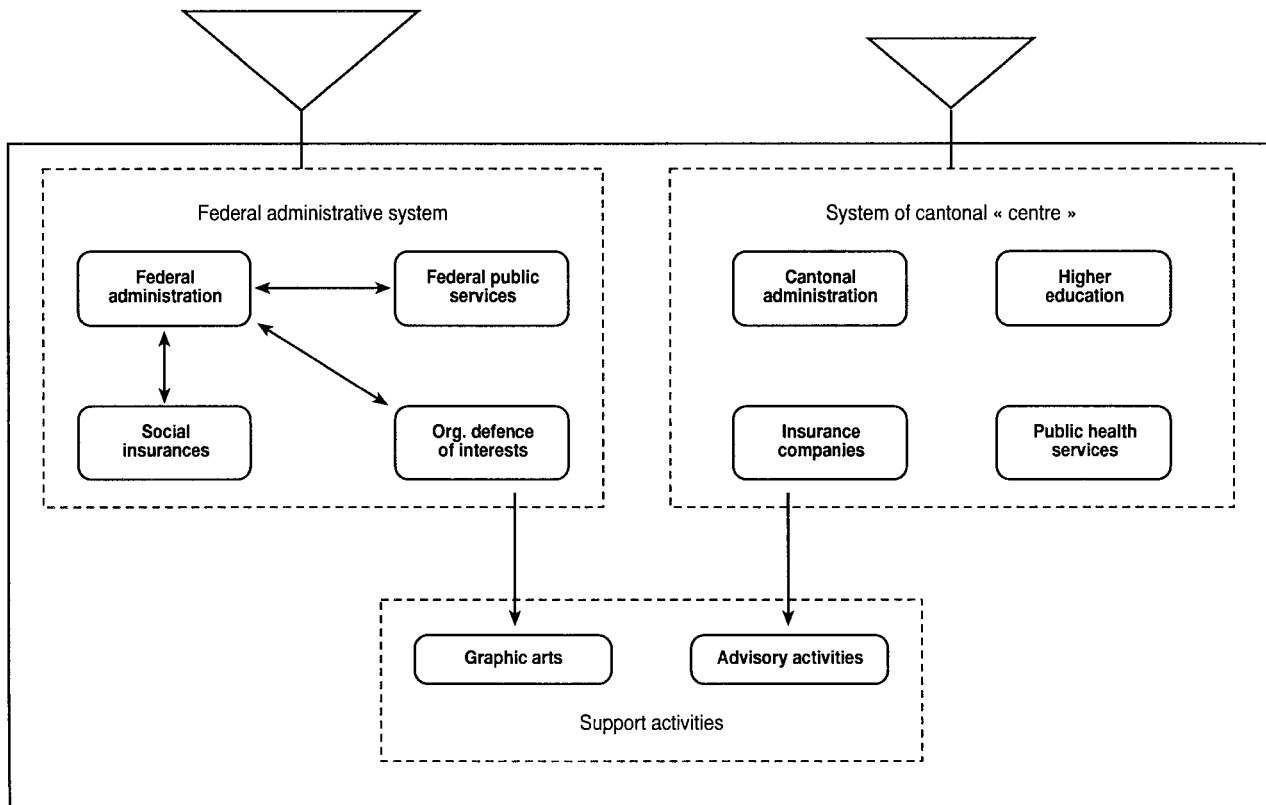 Federal administrative system
System of cantonal « centre »
Federal
administration
Federal public
services
Cantonal
administration
Higher
education
Social
insurances
Org. defence
of interests
Insurance
companies
Public health
services
Graphic arts
Advisory activities
Support activities